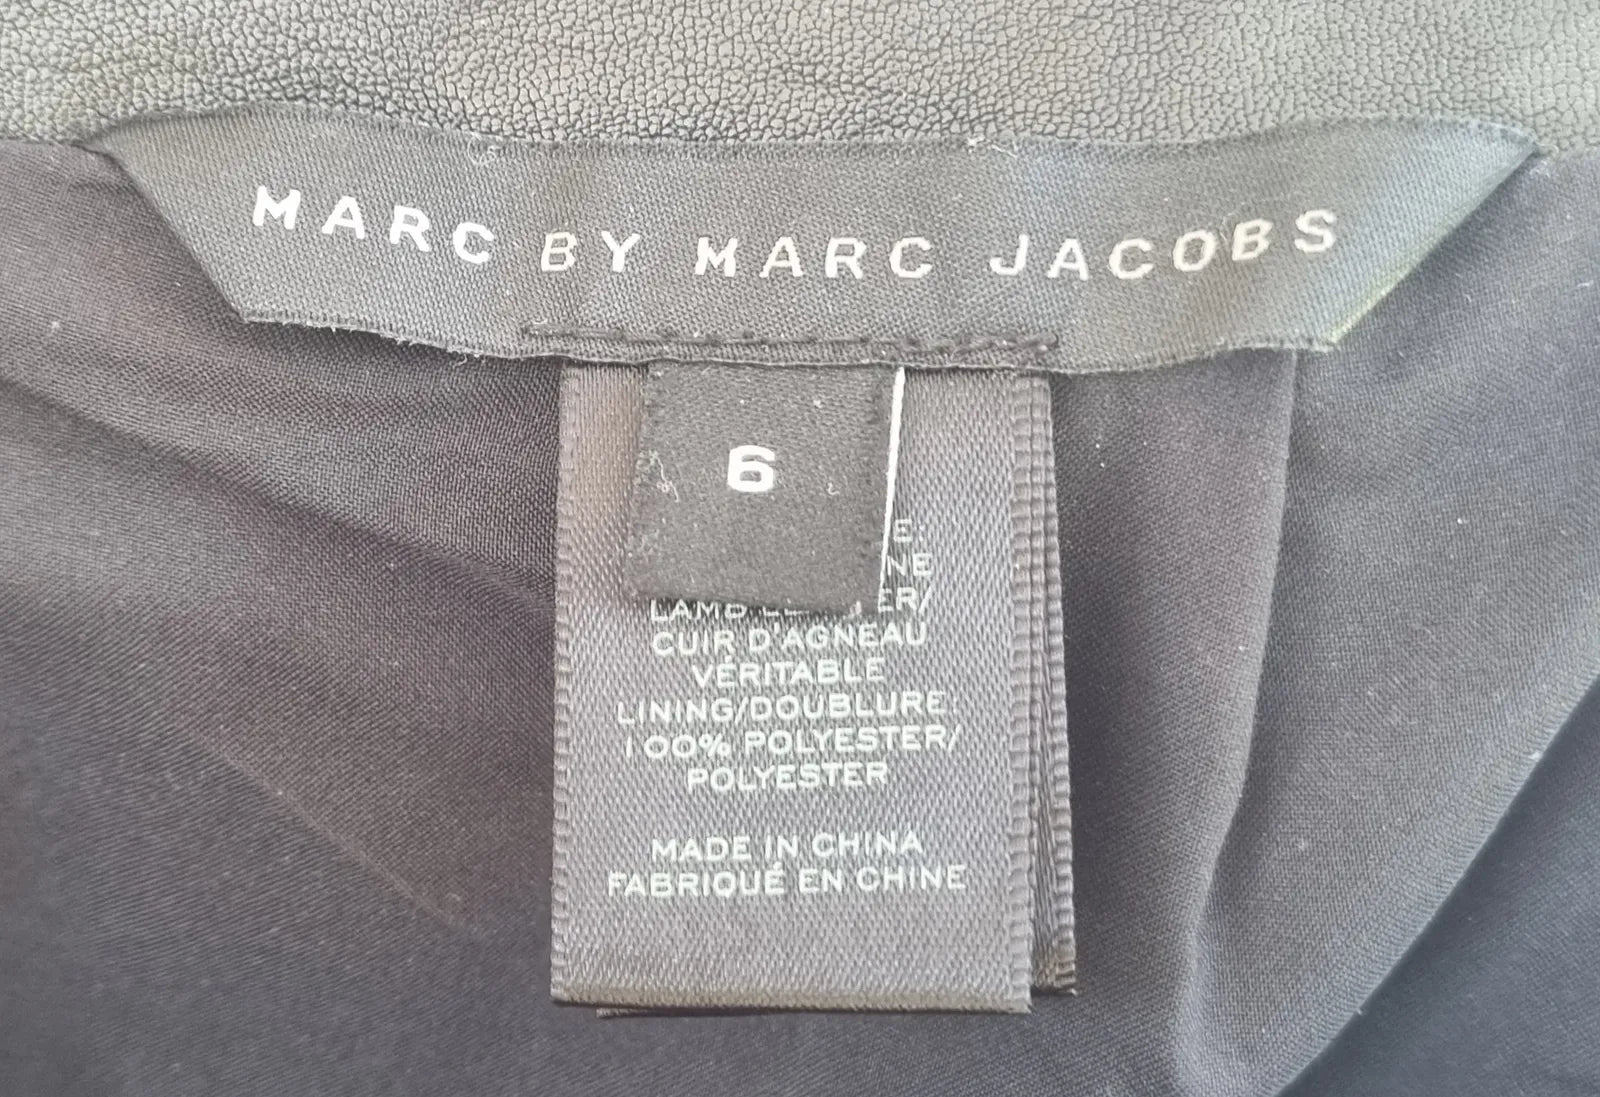 MARC BY MARC JACOBS
6
CUIR D'AGNEAU
VÉRITABLE
LINING/DOUBLURE:
100% POLYESTER/
POLYESTER
MADE IN CHINA
FABRIQUÉ EN CHINE